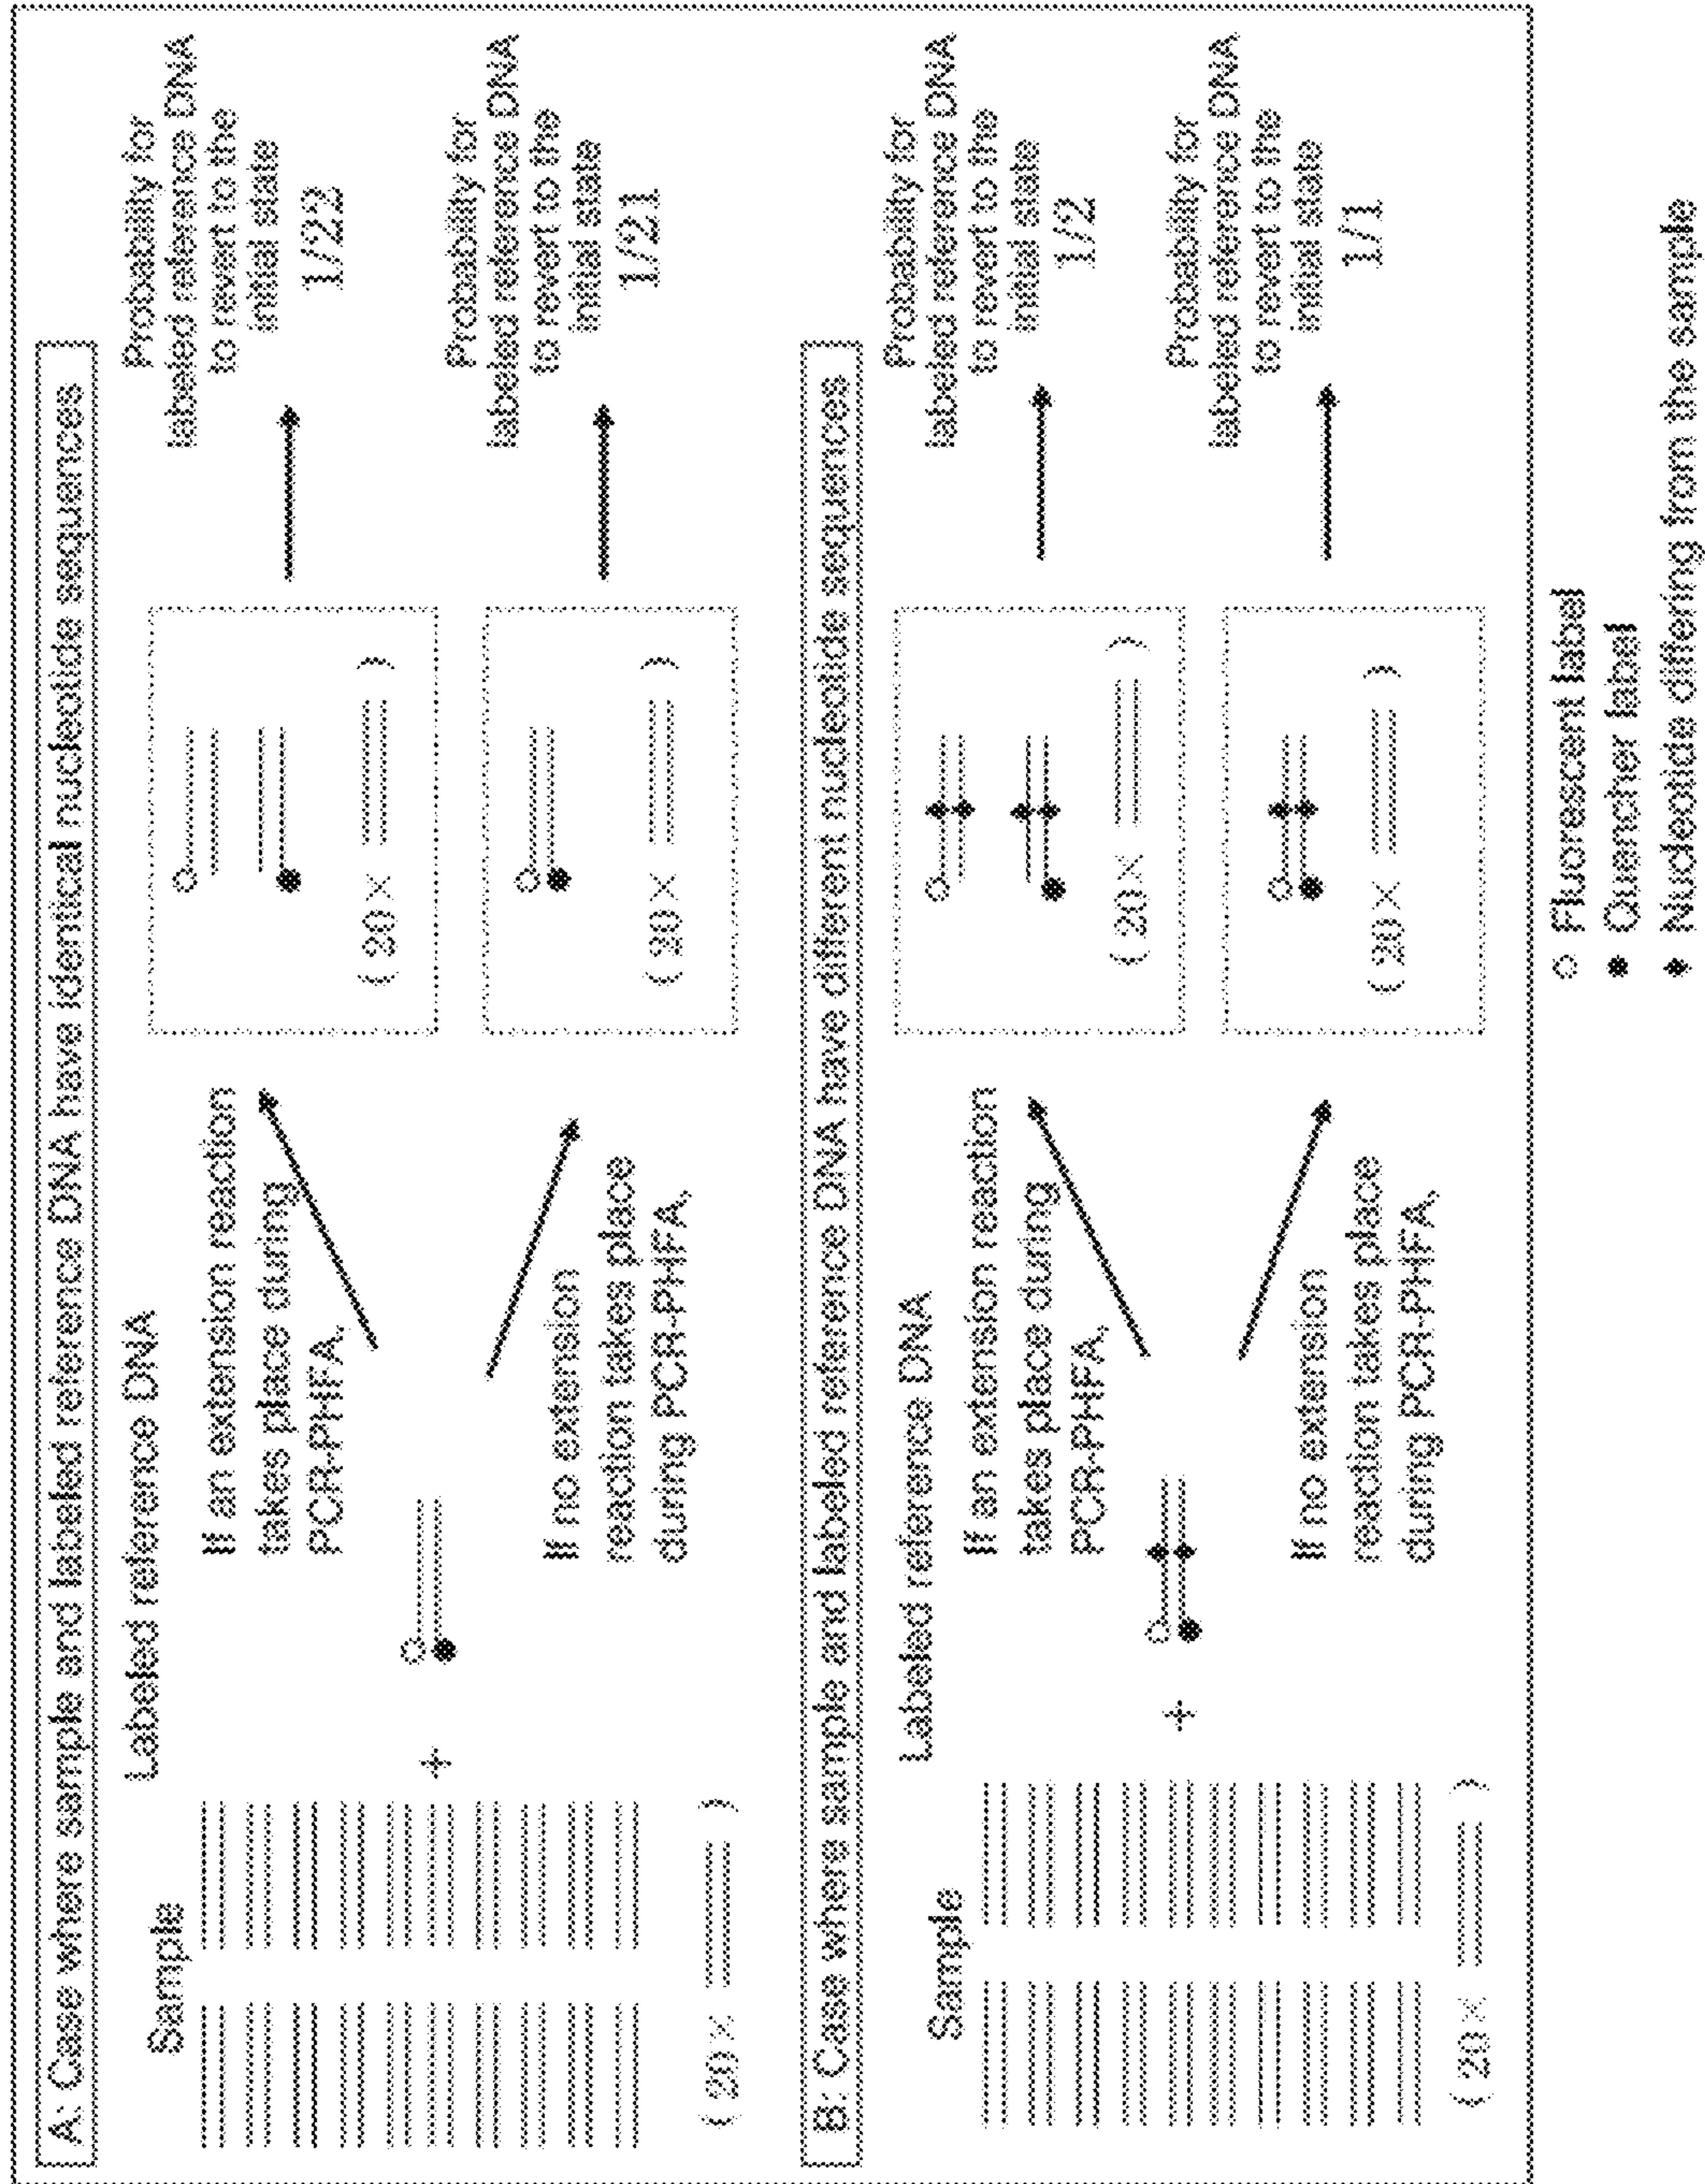 A: Case where sample and labeled reference DNA have identical nucleotide sequences
Sample
Labeled reference DNA
+
( 20× )
If an extension reaction
takes place during
PCR-PHFA,
If no extension
reaction takes place
during PCR-PHFA,
( 20× )
( 20× )
Probability for
labeled reference DNA
to revert to the
initial state
1/22
Probability for
labeled reference DNA
to revert to the
initial state
1/21
B: Case where sample and labeled reference DNA have different nucleotide sequences
Sample
Labeled reference DNA
+
( 20× )
If an extension reaction
takes place during
PCR-PHFA,
If no extension
reaction takes place
during PCR-PHFA,
( 20× )
( 20× )
Probability for
labeled reference DNA
to revert to the
initial state
1/2
Probability for
labeled reference DNA
to revert to the
initial state
1/1
Fluorescent label
Quencher label
Nucleotide differing from the sample